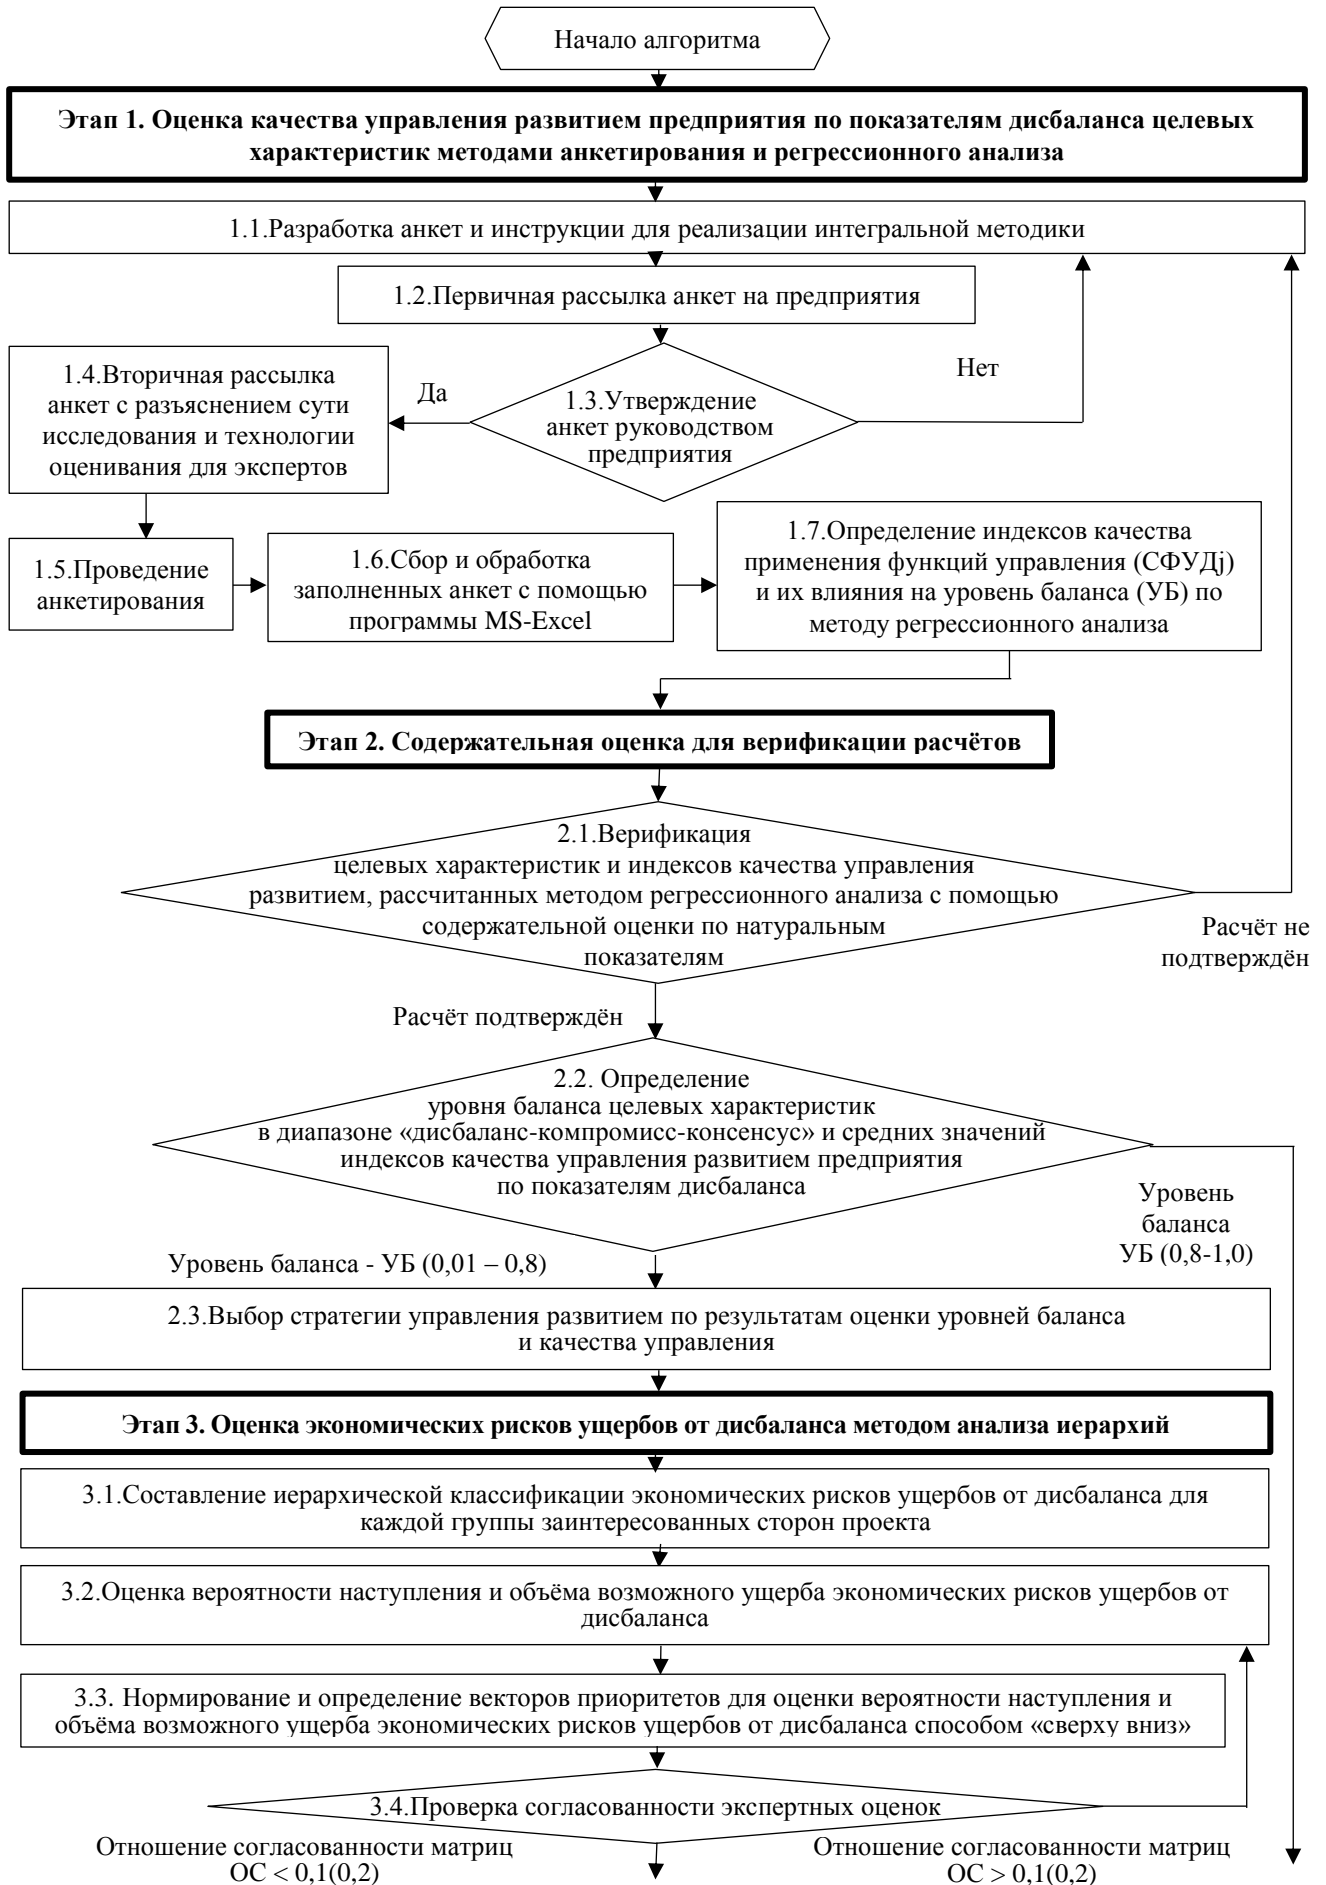 Начало алгоритма
Этап 1. Оценка качества управления развитием предприятия по показателям дисбаланса целевых
характеристик методами анкетирования и регрессионного анализа
1.1.Разработка анкет и инструкции для реализации интегральной методики
1.2.Первичная рассылка анкет на предприятия
1.4.Вторичная рассылка
анкет с разъяснением сути
исследования и технологии
оценивания для экспертов
Да
1.3.Утверждение
анкет руководством
предприятия
Нет
1.5.Проведение
анкетирования
1.6.Сбор и обработка
заполненных анкет с помощью
программы MS-Excel
1.7.Определение индексов качества
применения функций управления (СФУДj)
и их влияния на уровень баланса (УБ) по
методу регрессионного анализа
Этап 2. Содержательная оценка для верификации расчётов
2.1.Верификация
целевых характеристик и индексов качества управления
развитием, рассчитанных методом регрессионного анализа с помощью
содержательной оценки по натуральным
показателям
Расчёт не
подтверждён
Расчёт подтверждён
2.2. Определение
уровня баланса целевых характеристик
в диапазоне «дисбаланс-компромисс-консенсус» и средних значений
индексов качества управления развитием предприятия
по показателям дисбаланса
Уровень
баланса
УБ (0,8-1,0)
Уровень баланса - УБ (0,01 – 0,8)
2.3.Выбор стратегии управления развитием по результатам оценки уровней баланса
и качества управления
Этап 3. Оценка экономических рисков ущербов от дисбаланса методом анализа иерархий
3.1.Составление иерархической классификации экономических рисков ущербов от дисбаланса для
каждой группы заинтересованных сторон проекта
3.2.Оценка вероятности наступления и объёма возможного ущерба экономических рисков ущербов от
дисбаланса
3.3. Нормирование и определение векторов приоритетов для оценки вероятности наступления и
объёма возможного ущерба экономических рисков ущербов от дисбаланса способом «сверху вниз»
3.4.Проверка согласованности экспертных оценок
Отношение согласованности матриц
ОС < 0,1(0,2)
Отношение согласованности матриц
ОС > 0,1(0,2)